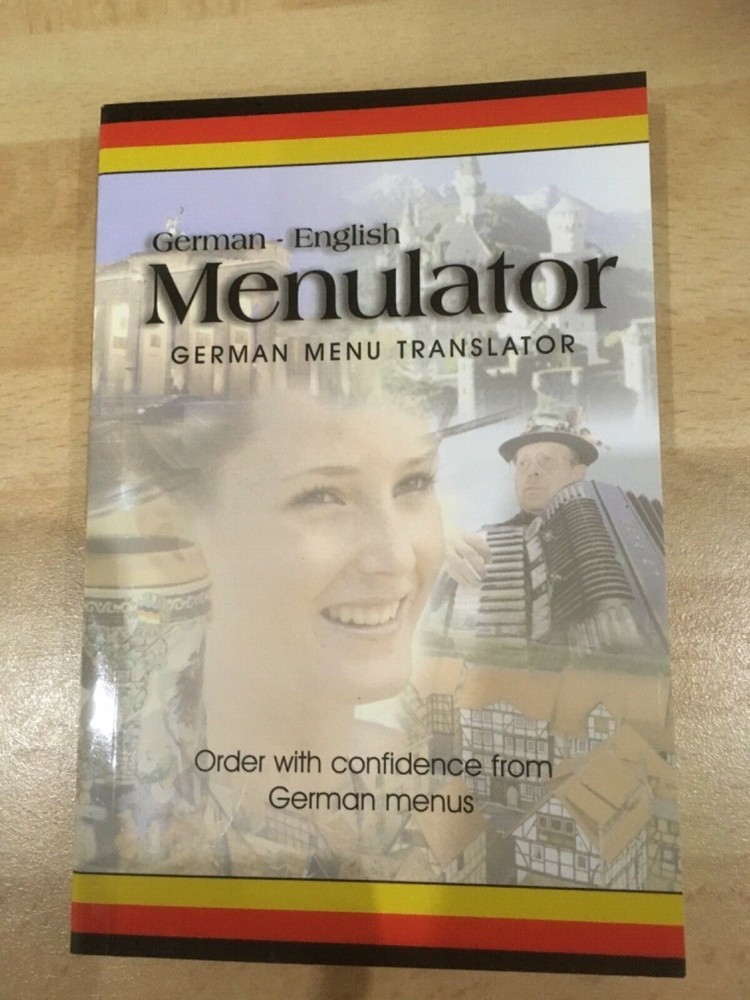 German - English
Menulator
GERMAN MENU TRANSLATOR
Order with confidence from
German menus